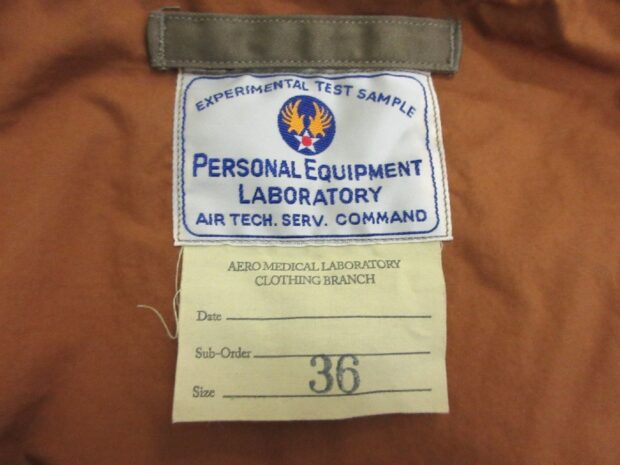 EXPERIMENTAL TEST SAMPLE
PERSONAL EQUIPMENT
LABORATORY
AIR TECH. SERV. COMMAND
AERO MEDICAL LABORATORY
CLOTHING BRANCH
Date
Sub-Order
Size 36